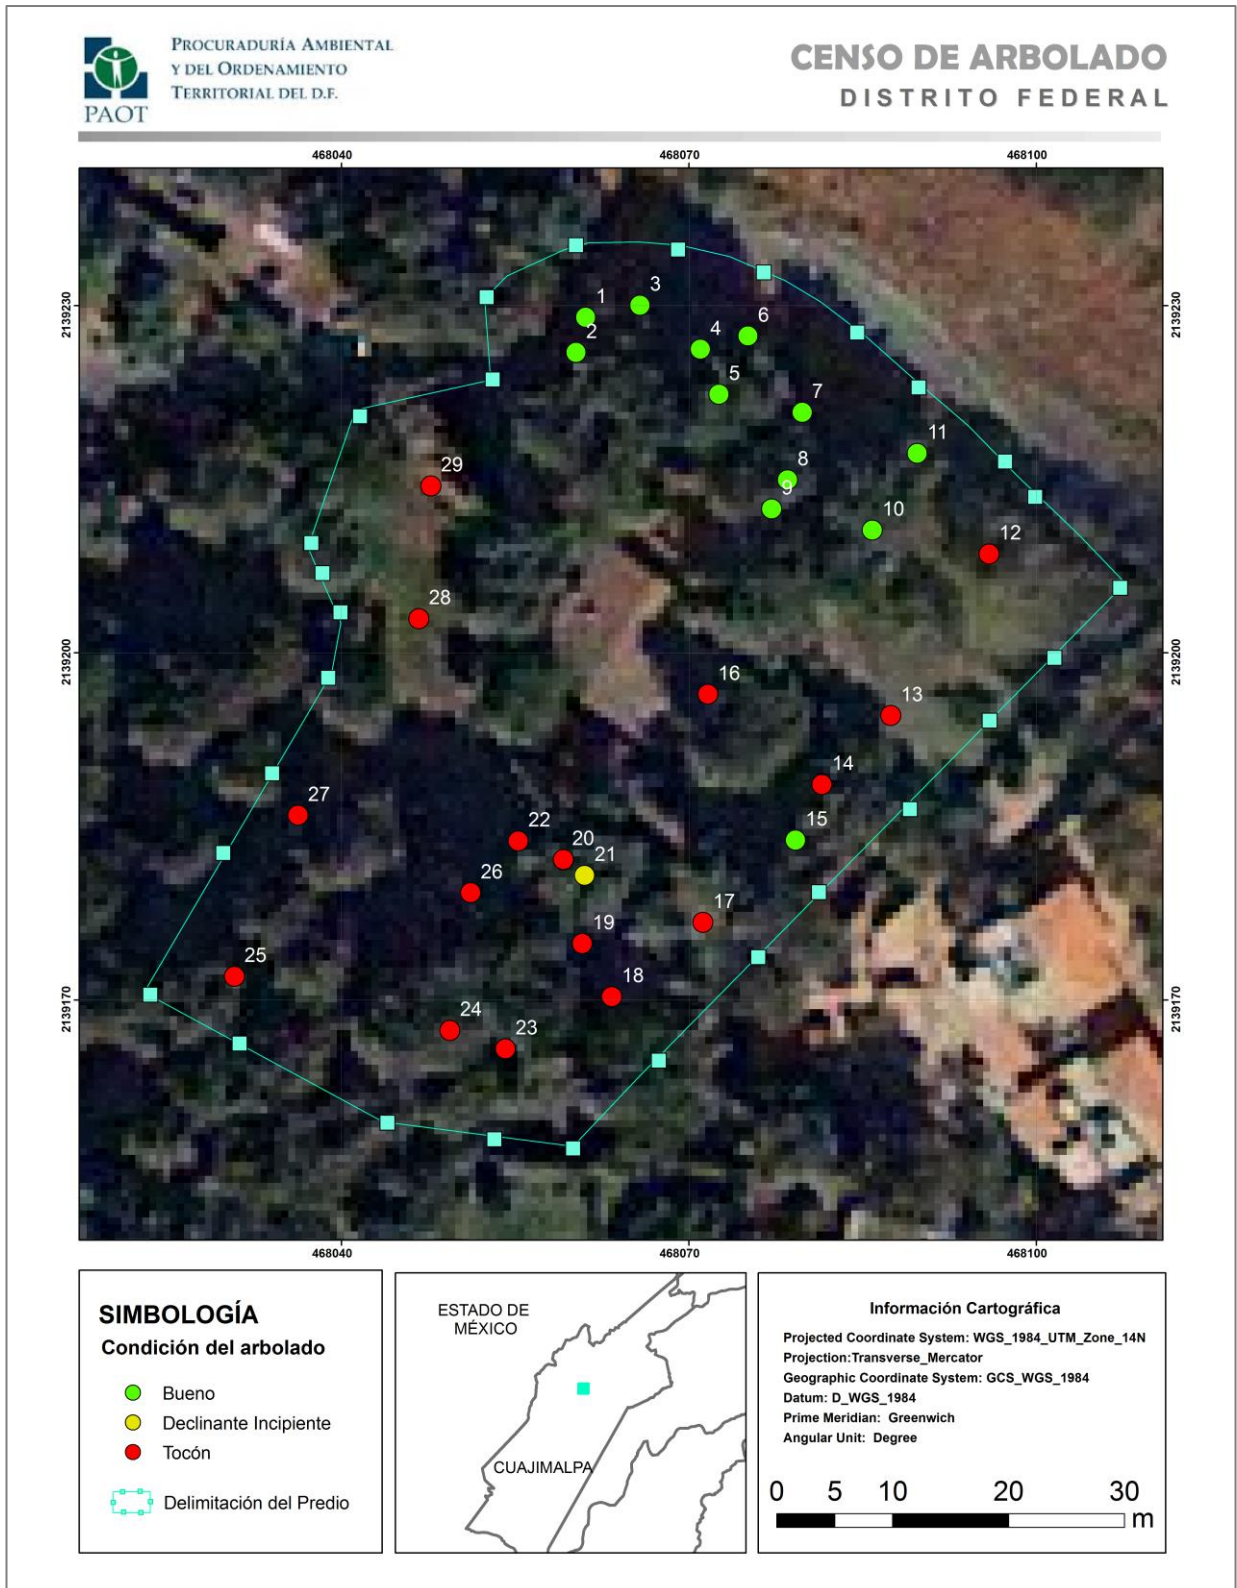 PROCURADURÍA AMBIENTAL
Y DEL ORDENAMIENTO
TERRITORIAL DEL D.F.
PAOT
CENSO DE ARBOLADO
DISTRITO FEDERAL
468040
468070
468100
2139230
2139230
2139200
2139200
2139170
2139170
1
2
3
4
5
6
7
8
9
10
11
12
13
14
15
16
17
18
19
20
21
22
23
24
25
26
27
28
29
468040
468070
468100
SIMBOLOGÍA
Condición del arbolado
Bueno
Declinante Incipiente
Tocón
Delimitación del Predio
ESTADO DE
MÉXICO
CUAJIMALPA
Información Cartográfica
Projected Coordinate System: WGS_1984_UTM_Zone_14N
Projection:Transverse_Mercator
Geographic Coordinate System: GCS_WGS_1984
Datum: D_WGS_1984
Prime Meridian: Greenwich
Angular Unit: Degree
0 5 10 20 30
m